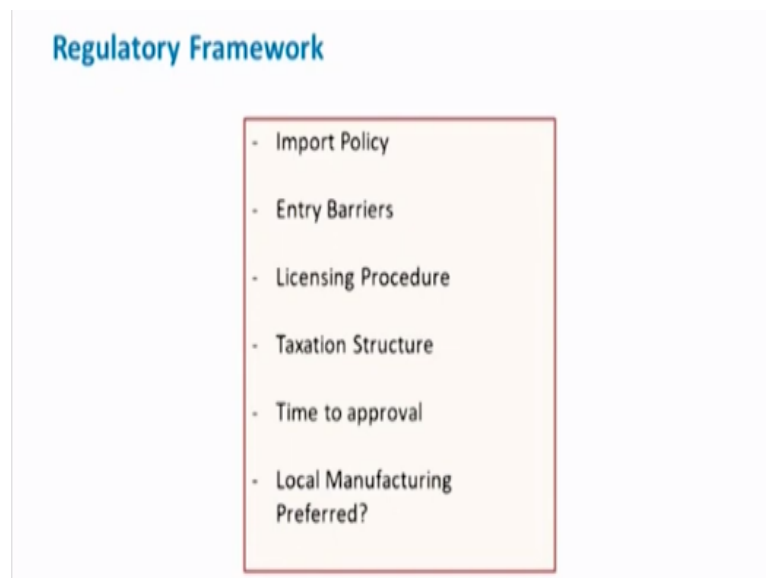 Regulatory Framework
- Import Policy
- Entry Barriers
- Licensing Procedure
- Taxation Structure
- Time to approval
- Local Manufacturing
Preferred?